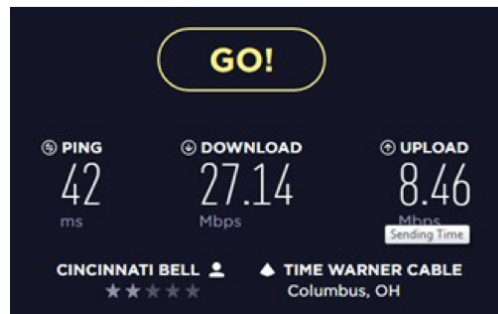 GO!
PING DOWNLOAD UPLOAD
42 27.14 8.46
ms Mbps Mbps
Sending Time
CINCINNATI BELL TIME WARNER CABLE
Columbus, OH